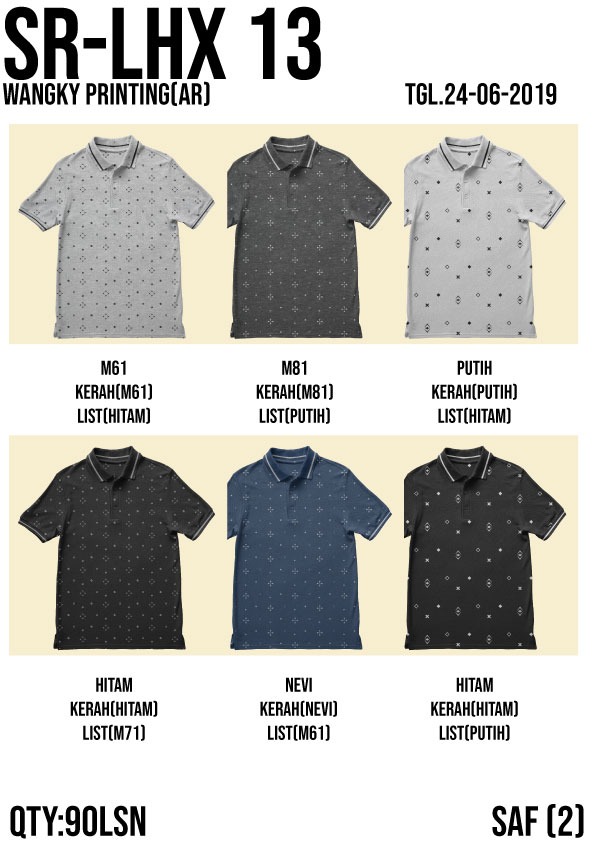 SR-LHX 13
WANGKY PRINTING(AR)
TGL.24-06-2019
M61
KERAH(M61)
LIST(HITAM)
M81
KERAH(M81)
LIST(PUTIH)
PUTIH
KERAH(PUTIH)
LIST(HITAM)
HITAM
KERAH(HITAM)
LIST(M71)
NEVI
KERAH(NEVI)
LIST(M61)
HITAM
KERAH(HITAM)
LIST(PUTIH)
QTY:90LSN
SAF (2)